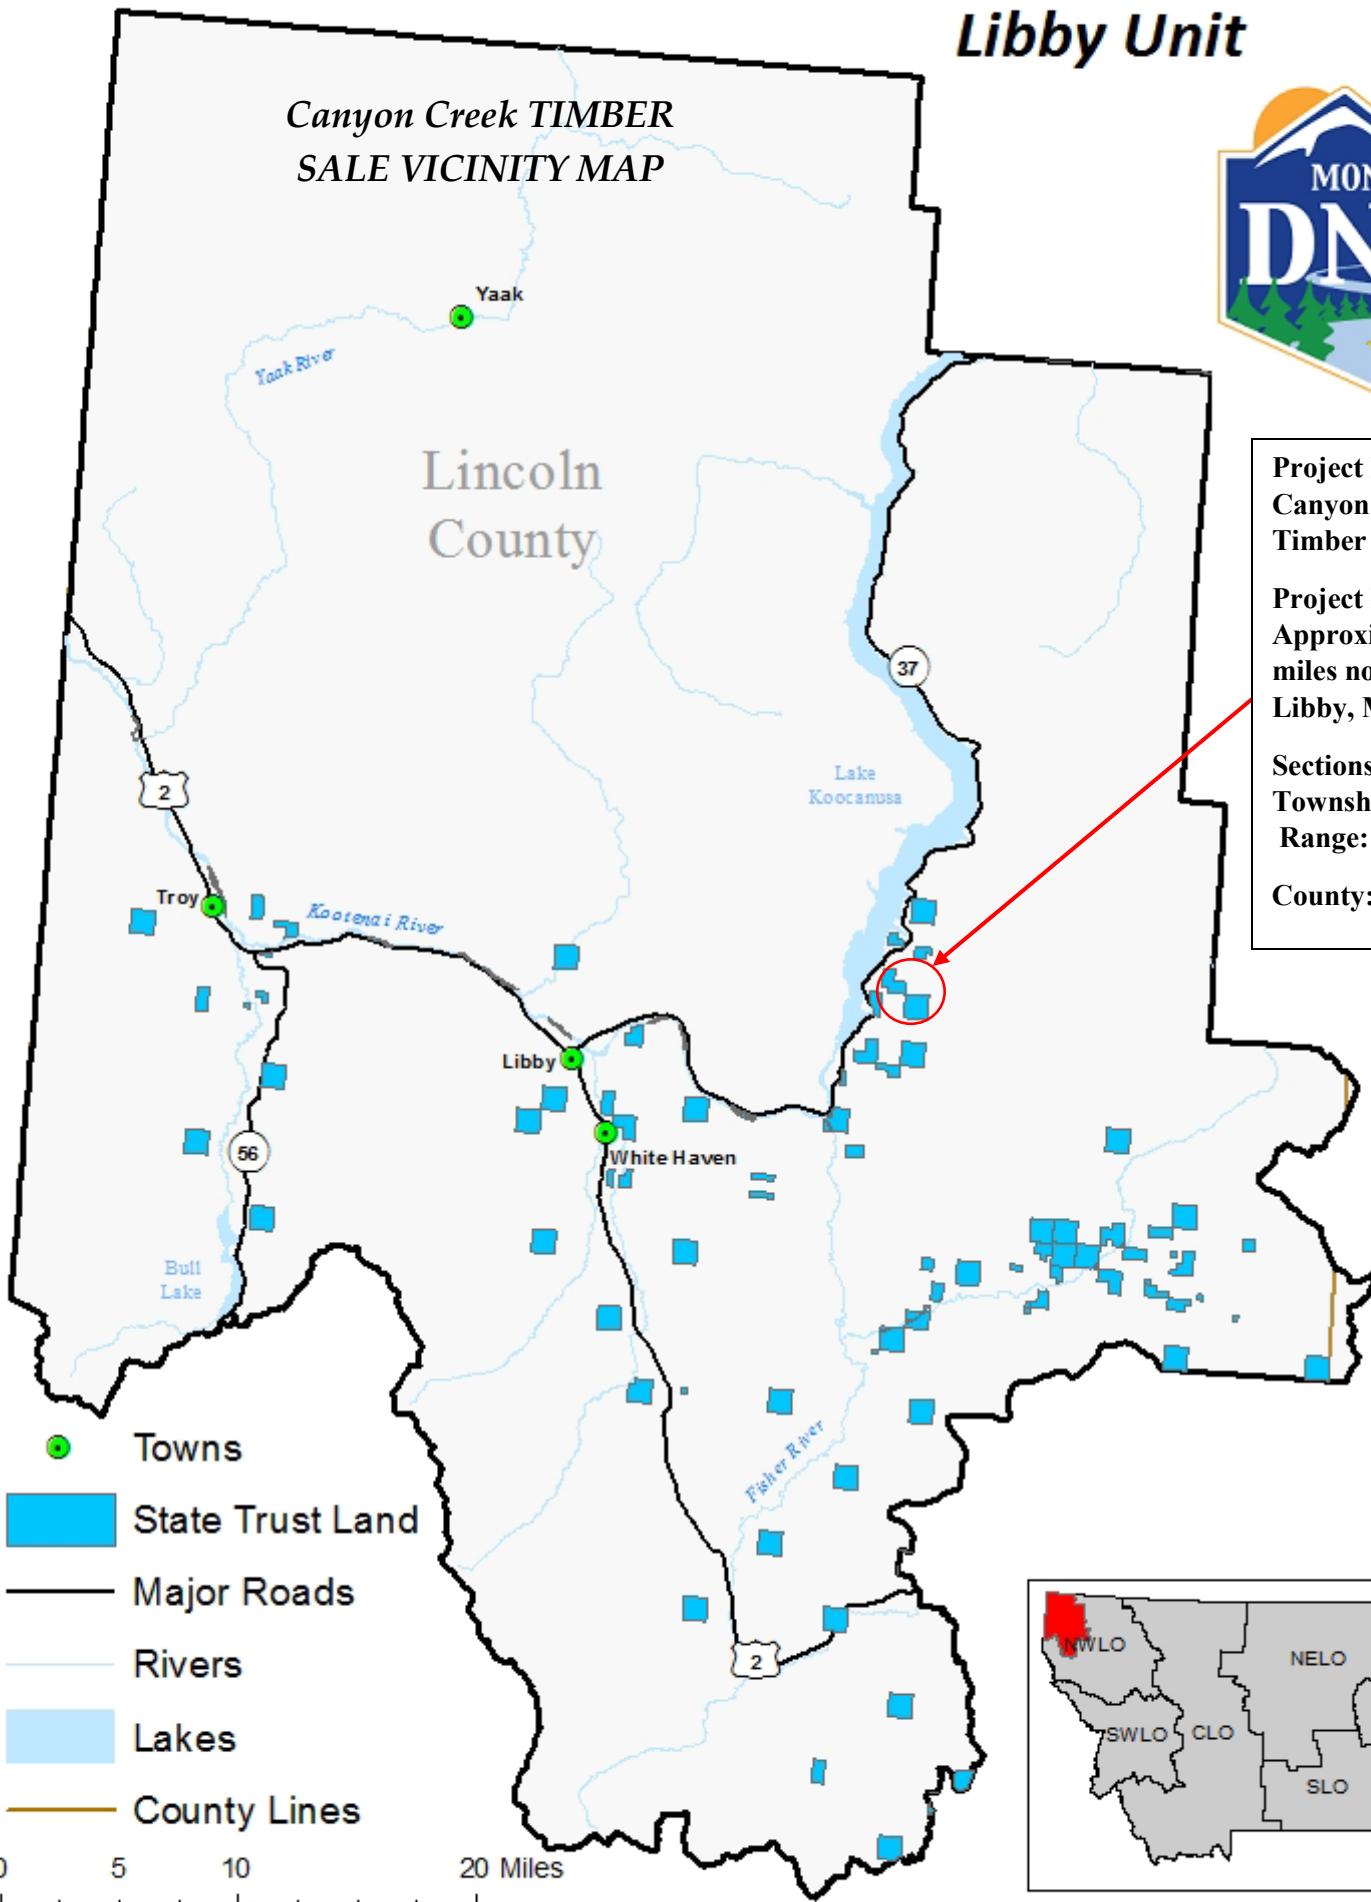 Libby Unit
Canyon Creek TIMBER
SALE VICINITY MAP
MON
DN
Yaak
Yaak River
Lincoln
County
Project
Canyon
Timber
Project
Approxi
miles no
Libby, M
Sections
Townsh
Range:
County:
37
2
Lake
Koocanusa
Troy
Kootenai River
Libby
White Haven
56
Bull
Lake
Fisher River
2
Towns
State Trust Land
Major Roads
Rivers
Lakes
County Lines
0 5 10 20 Miles
NWLO
NELO
SWLO
CLO
SLO